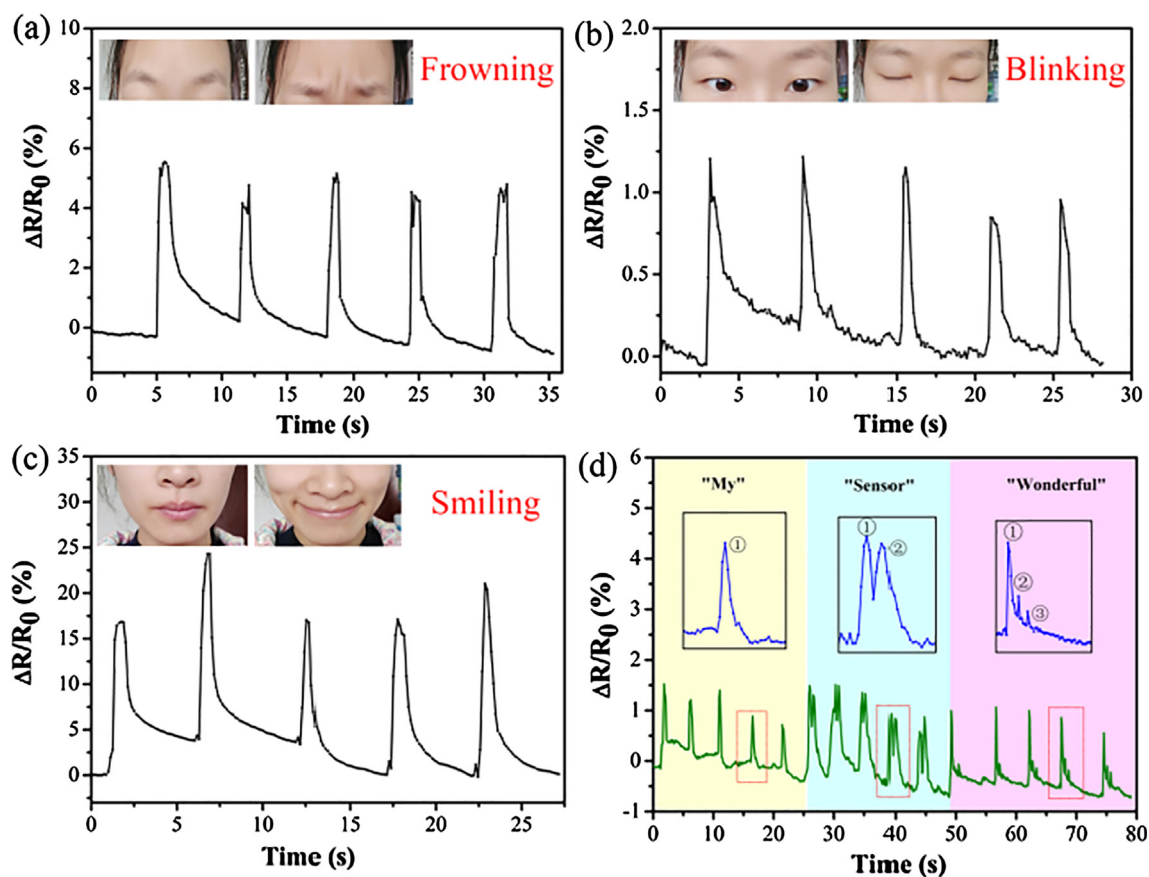 (a)
Frowning
10
8
6
4
2
0
ΔR/R0 (%)
0 5 10 15 20 25 30 35
Time (s)
(b)
Blinking
2.0
1.5
1.0
0.5
0.0
ΔR/R0 (%)
0 5 10 15 20 25 30
Time (s)
(c)
Smiling
35
30
25
20
15
10
5
0
ΔR/R0 (%)
0 5 10 15 20 25
Time (s)
(d)
"My" "Sensor" "Wonderful"
① ① ② ① ② ③
6
5
4
3
2
1
0
-1
ΔR/R0 (%)
0 10 20 30 40 50 60 70 80
Time (s)